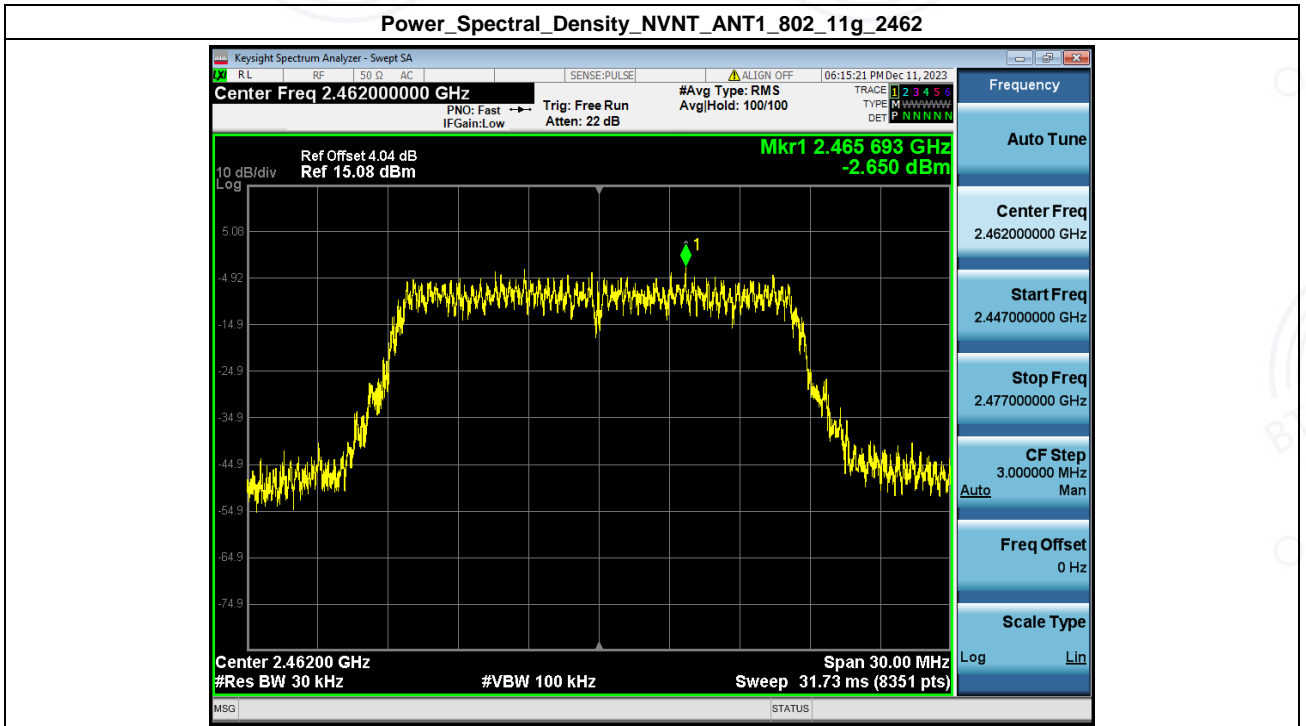 Power_Spectral_Density_NVNT_ANT1_802_11g_2462
Keysight Spectrum Analyzer - Swept SA
LXI RL RF 50 Ω AC SENSE:PULSE ALIGN OFF 06:15:21 PM Dec 11, 2023
Center Freq 2.462000000 GHz
PNO: Fast
IFGain:Low
Trig: Free Run
Atten: 22 dB
#Avg Type: RMS
Avg|Hold: 100/100
TRACE 1 2 3 4 5 6
TYPE M WWWWW
DET P N N N N N
Mkr1 2.465 693 GHz
-2.650 dBm
Ref Offset 4.04 dB
10 dB/div Ref 15.08 dBm
Log
1
5.08
-4.92
-14.9
-24.9
-34.9
-44.9
-54.9
-64.9
-74.9
Center 2.46200 GHz Span 30.00 MHz
#Res BW 30 kHz #VBW 100 kHz Sweep 31.73 ms (8351 pts)
MSG STATUS
Frequency
Auto Tune
Center Freq
2.462000000 GHz
Start Freq
2.447000000 GHz
Stop Freq
2.477000000 GHz
CF Step
3.000000 MHz
Auto Man
Freq Offset
0 Hz
Scale Type
Log Lin